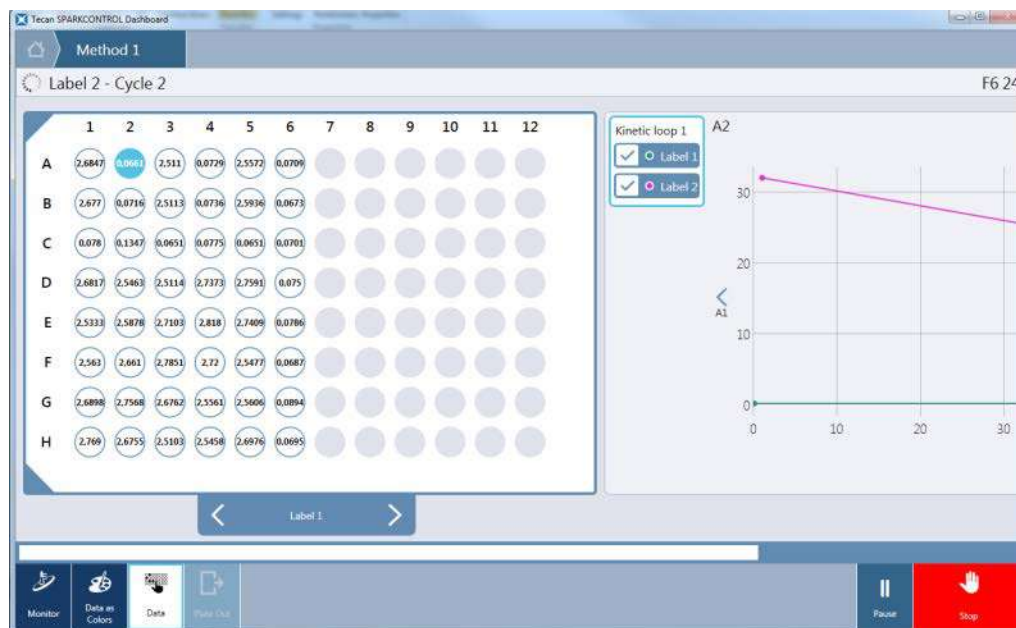 Tecan SPARKCONTROL Dashboard
Method 1
Label 2 - Cycle 2
F6 24
1 2 3 4 5 6 7 8 9 10 11 12
A 2,6847 0,0661 2,511 0,0729 2,5572 0,0709
B 2,677 0,0716 2,5113 0,0736 2,5936 0,0673
C 0,078 0,1347 0,0651 0,0775 0,0651 0,0701
D 2,6817 2,5463 2,5114 2,7373 2,7591 0,075
E 2,5333 2,5878 2,7103 2,818 2,7409 0,0786
F 2,563 2,661 2,7851 2,72 2,5477 0,0687
G 2,6898 2,7568 2,6762 2,5561 2,5606 0,0894
H 2,769 2,6755 2,5103 2,5458 2,6976 0,0695
Label 1
Kinetic loop 1
Label 1
Label 2
A2
30
20
10
0
A1
0 10 20 30
Monitor
Data as
Colors
Data
Plate Out
Pause
Stop